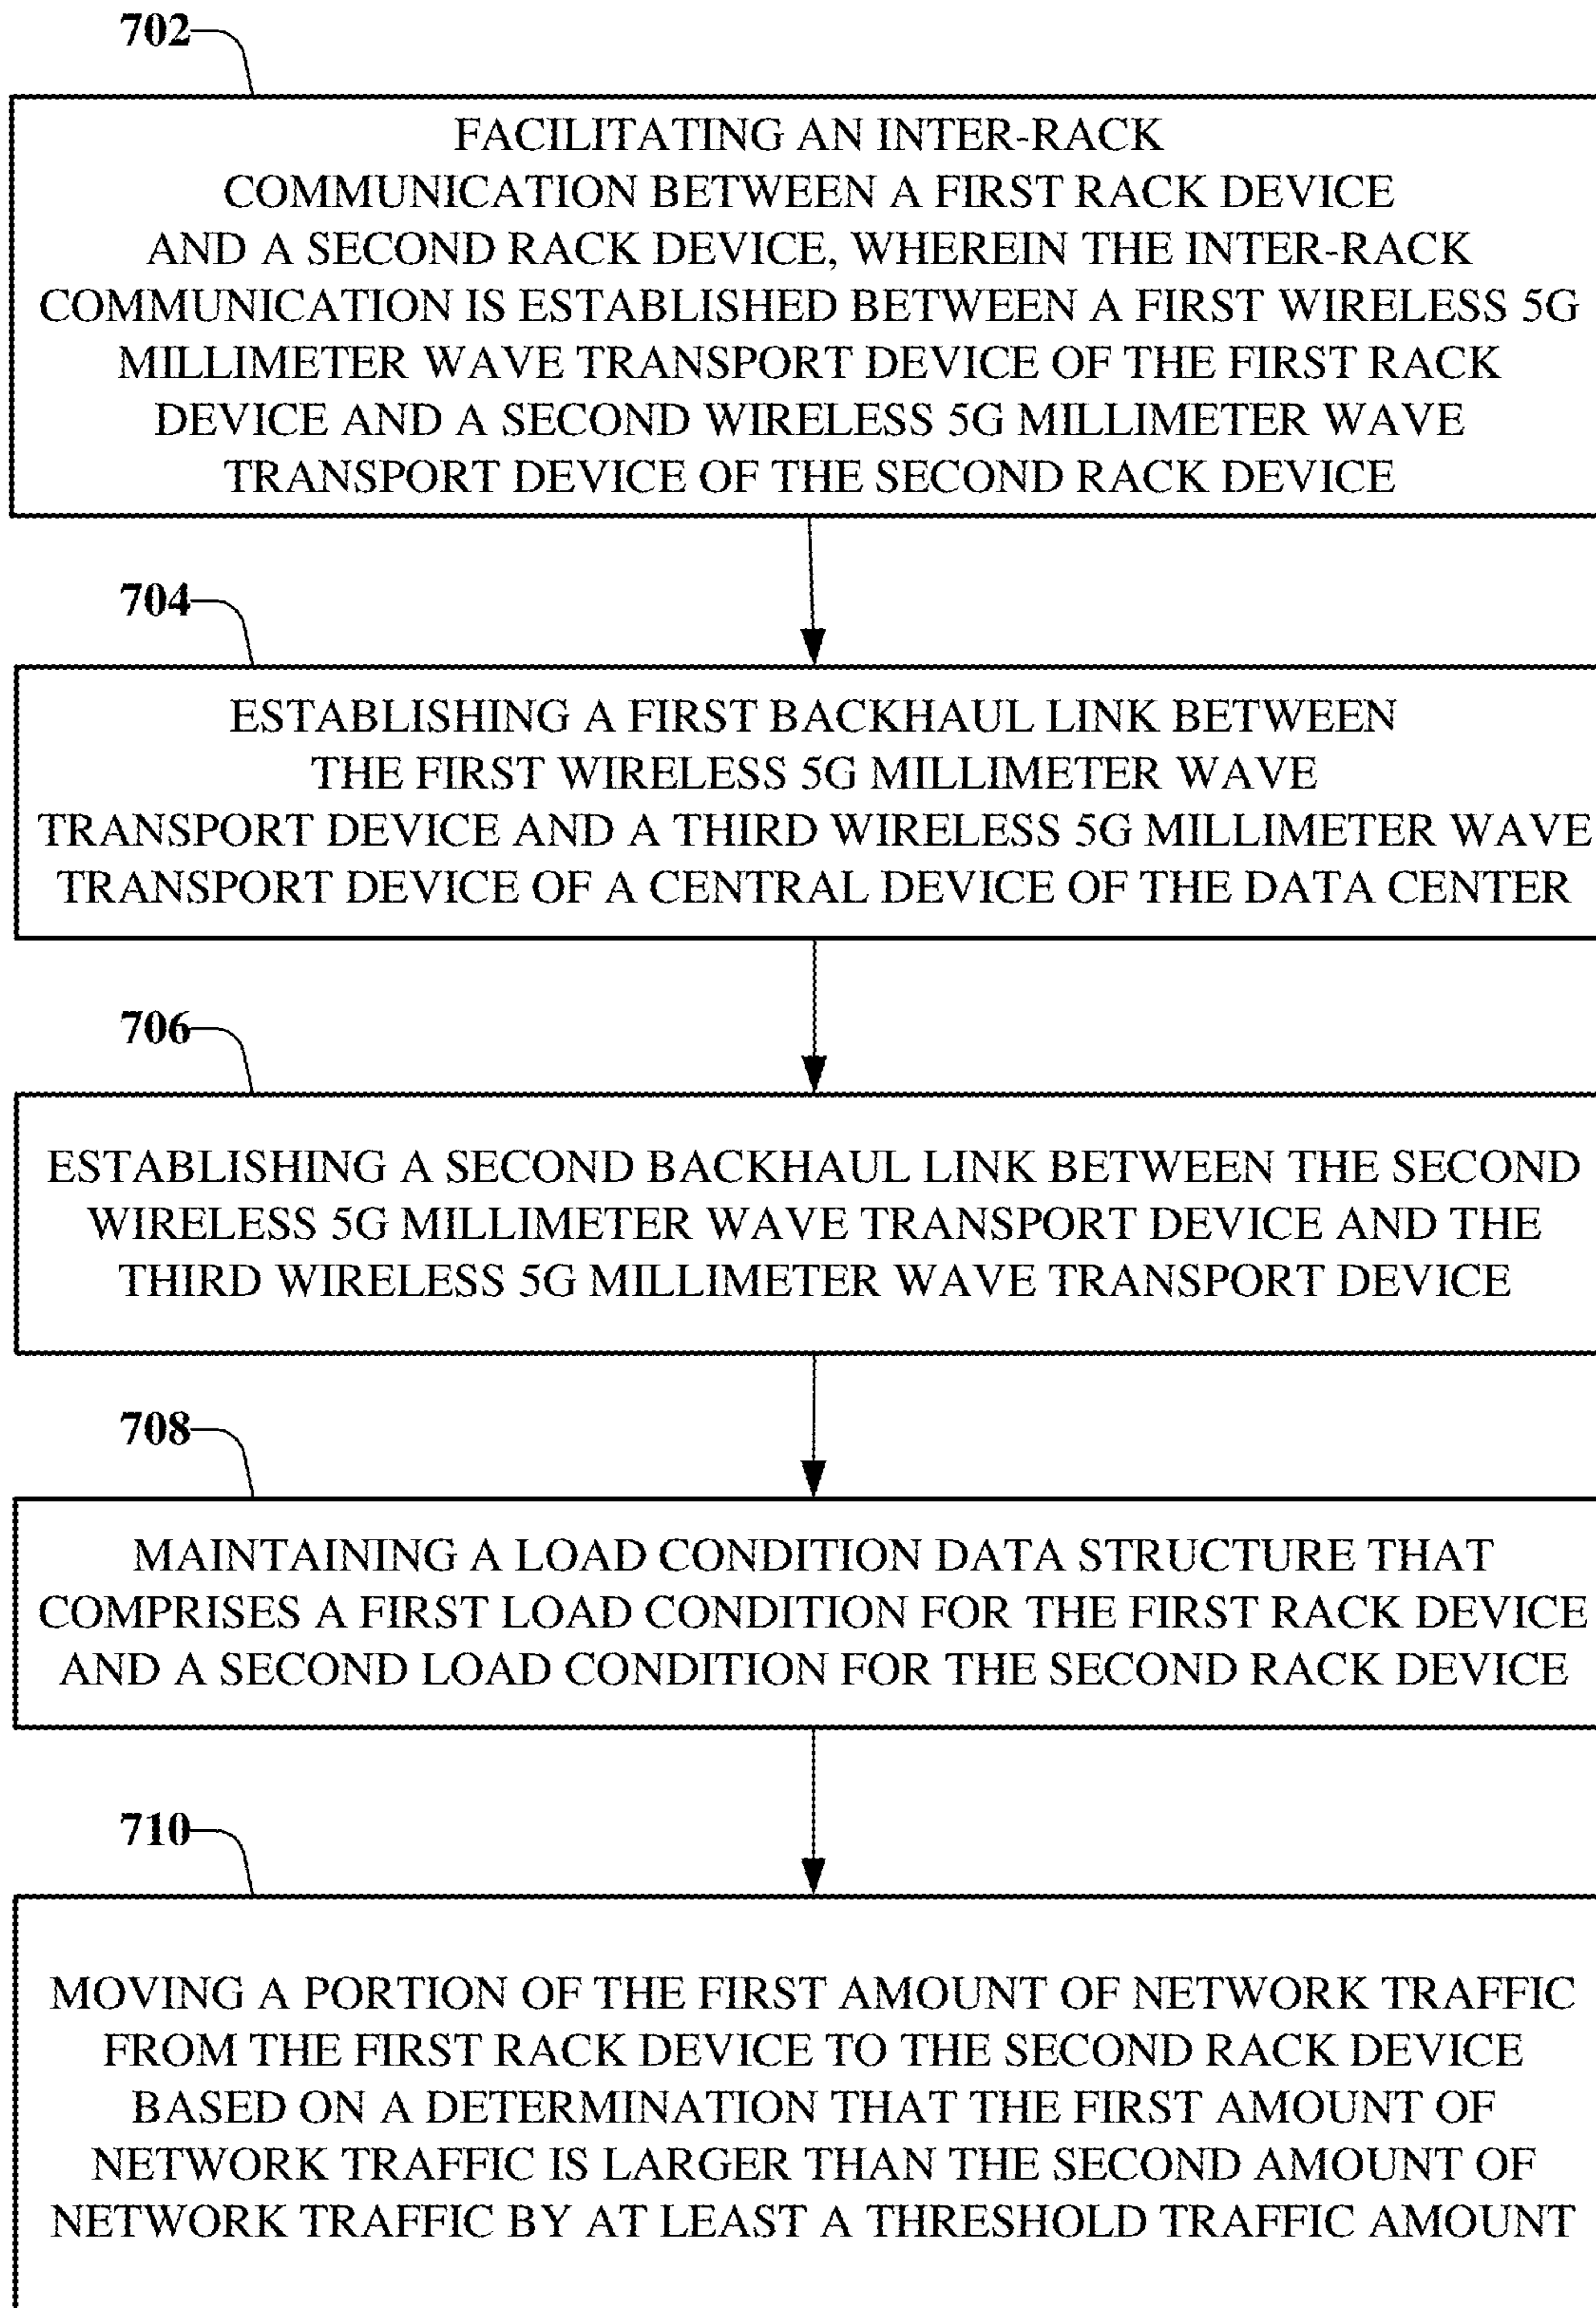 702
FACILITATING AN INTER-RACK
COMMUNICATION BETWEEN A FIRST RACK DEVICE
AND A SECOND RACK DEVICE, WHEREIN THE INTER-RACK
COMMUNICATION IS ESTABLISHED BETWEEN A FIRST WIRELESS 5G
MILLIMETER WAVE TRANSPORT DEVICE OF THE FIRST RACK
DEVICE AND A SECOND WIRELESS 5G MILLIMETER WAVE
TRANSPORT DEVICE OF THE SECOND RACK DEVICE
704
ESTABLISHING A FIRST BACKHAUL LINK BETWEEN
THE FIRST WIRELESS 5G MILLIMETER WAVE
TRANSPORT DEVICE AND A THIRD WIRELESS 5G MILLIMETER WAVE
TRANSPORT DEVICE OF A CENTRAL DEVICE OF THE DATA CENTER
706
ESTABLISHING A SECOND BACKHAUL LINK BETWEEN THE SECOND
WIRELESS 5G MILLIMETER WAVE TRANSPORT DEVICE AND THE
THIRD WIRELESS 5G MILLIMETER WAVE TRANSPORT DEVICE
708
MAINTAINING A LOAD CONDITION DATA STRUCTURE THAT
COMPRISES A FIRST LOAD CONDITION FOR THE FIRST RACK DEVICE
AND A SECOND LOAD CONDITION FOR THE SECOND RACK DEVICE
710
MOVING A PORTION OF THE FIRST AMOUNT OF NETWORK TRAFFIC
FROM THE FIRST RACK DEVICE TO THE SECOND RACK DEVICE
BASED ON A DETERMINATION THAT THE FIRST AMOUNT OF
NETWORK TRAFFIC IS LARGER THAN THE SECOND AMOUNT OF
NETWORK TRAFFIC BY AT LEAST A THRESHOLD TRAFFIC AMOUNT